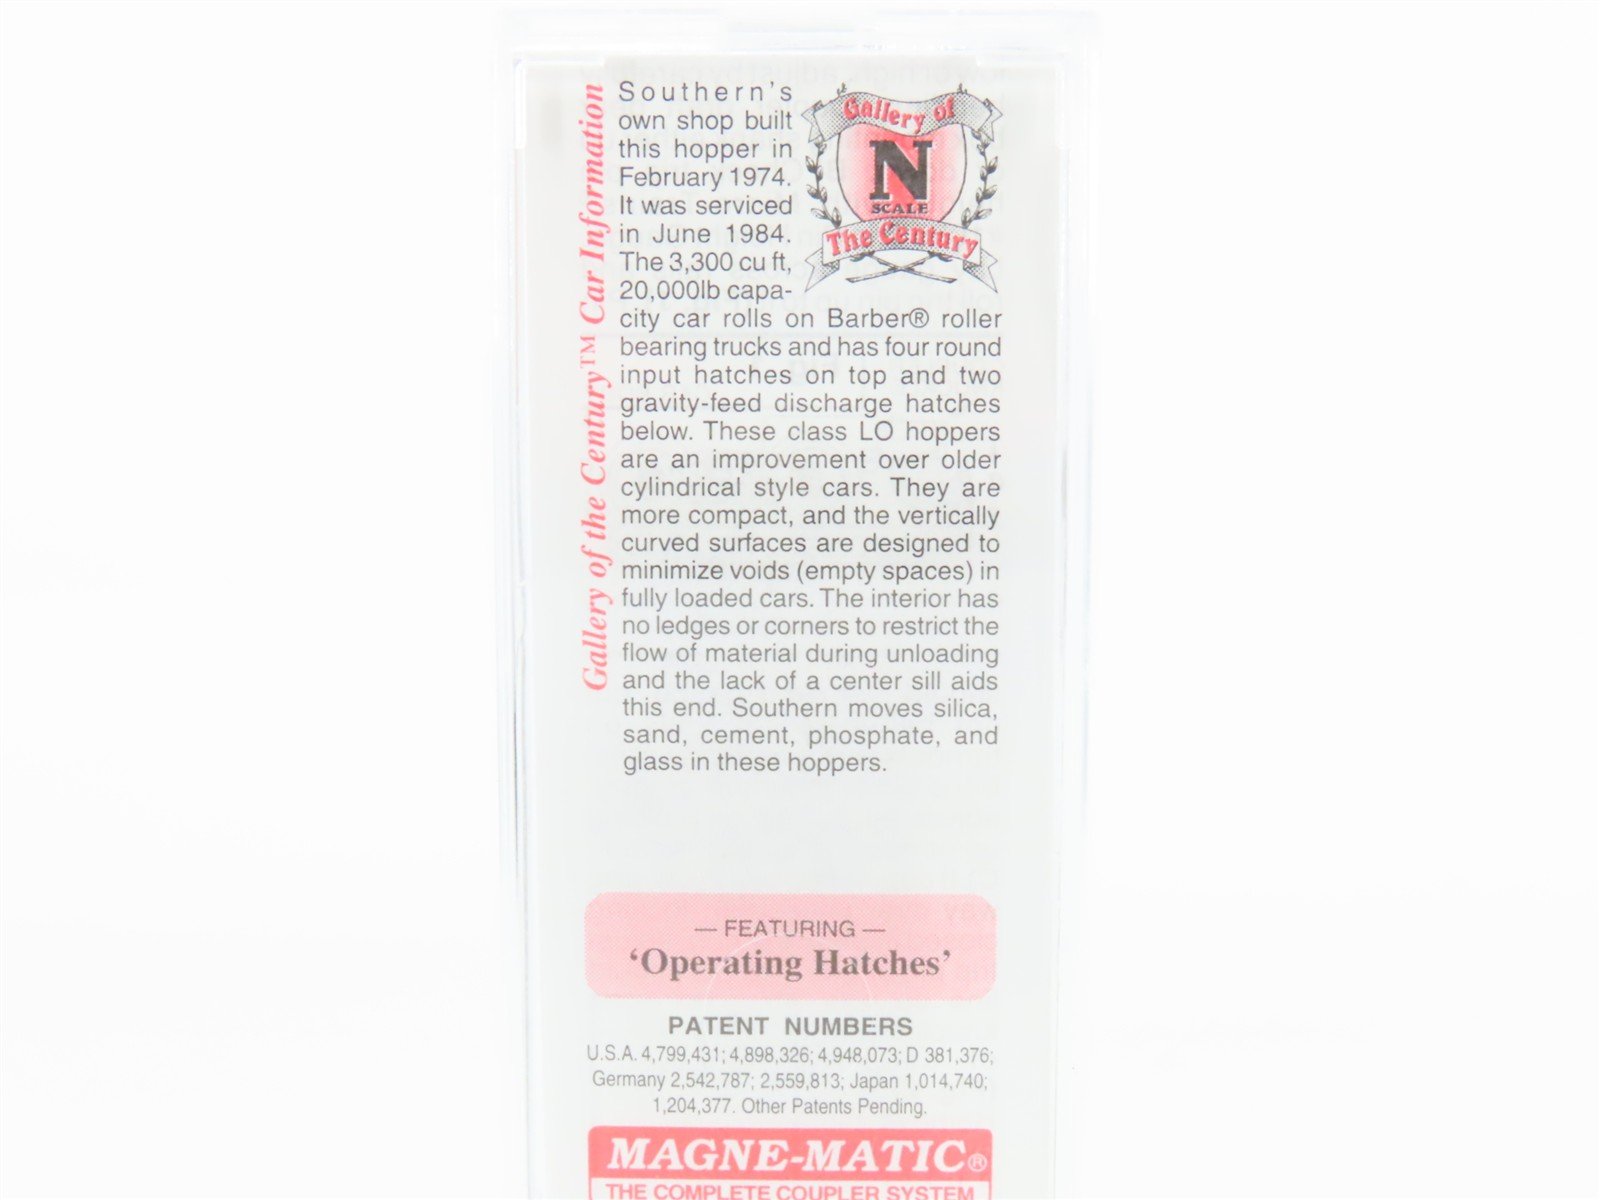 Gallery of the Century™ Car Information
Southern's
own shop built
this hopper in
February 1974.
It was serviced
in June 1984.
The 3,300 cu ft,
20,000lb capa-
city car rolls on Barber® roller
bearing trucks and has four round
input hatches on top and two
gravity-feed discharge hatches
below. These class LO hoppers
are an improvement over older
cylindrical style cars. They are
more compact, and the vertically
curved surfaces are designed to
minimize voids (empty spaces) in
fully loaded cars. The interior has
no ledges or corners to restrict the
flow of material during unloading
and the lack of a center sill aids
this end. Southern moves silica,
sand, cement, phosphate, and
glass in these hoppers.
Gallery of
N
SCALE
The Century
— FEATURING —
'Operating Hatches'
PATENT NUMBERS
U.S.A. 4,799,431; 4,898,326; 4,948,073; D 381,376;
Germany 2,542,787; 2,559,813; Japan 1,014,740;
1,204,377. Other Patents Pending.
MAGNE-MATIC®
THE COMPLETE COUPLER SYSTEM